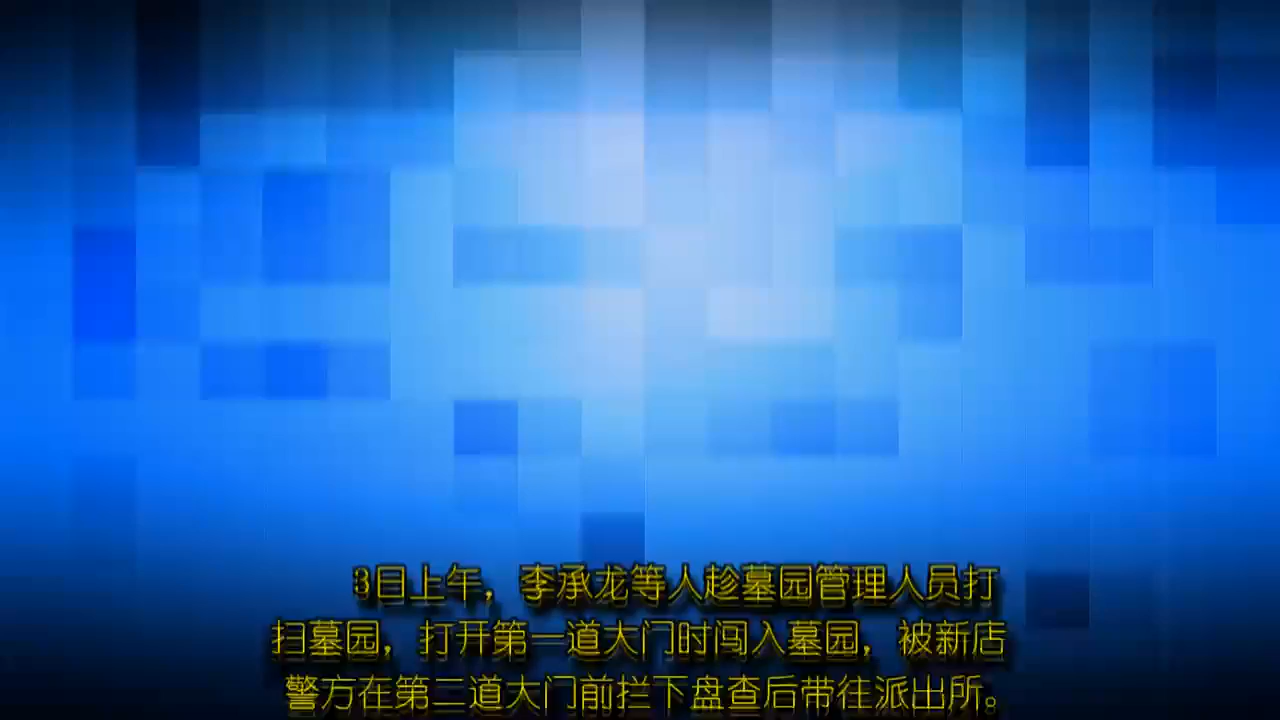 3日上午，李承龙等人趁墓园管理人员打
扫墓园，打开第一道大门时闯入墓园，被新店
警方在第二道大门前拦下盘查后带往派出所。